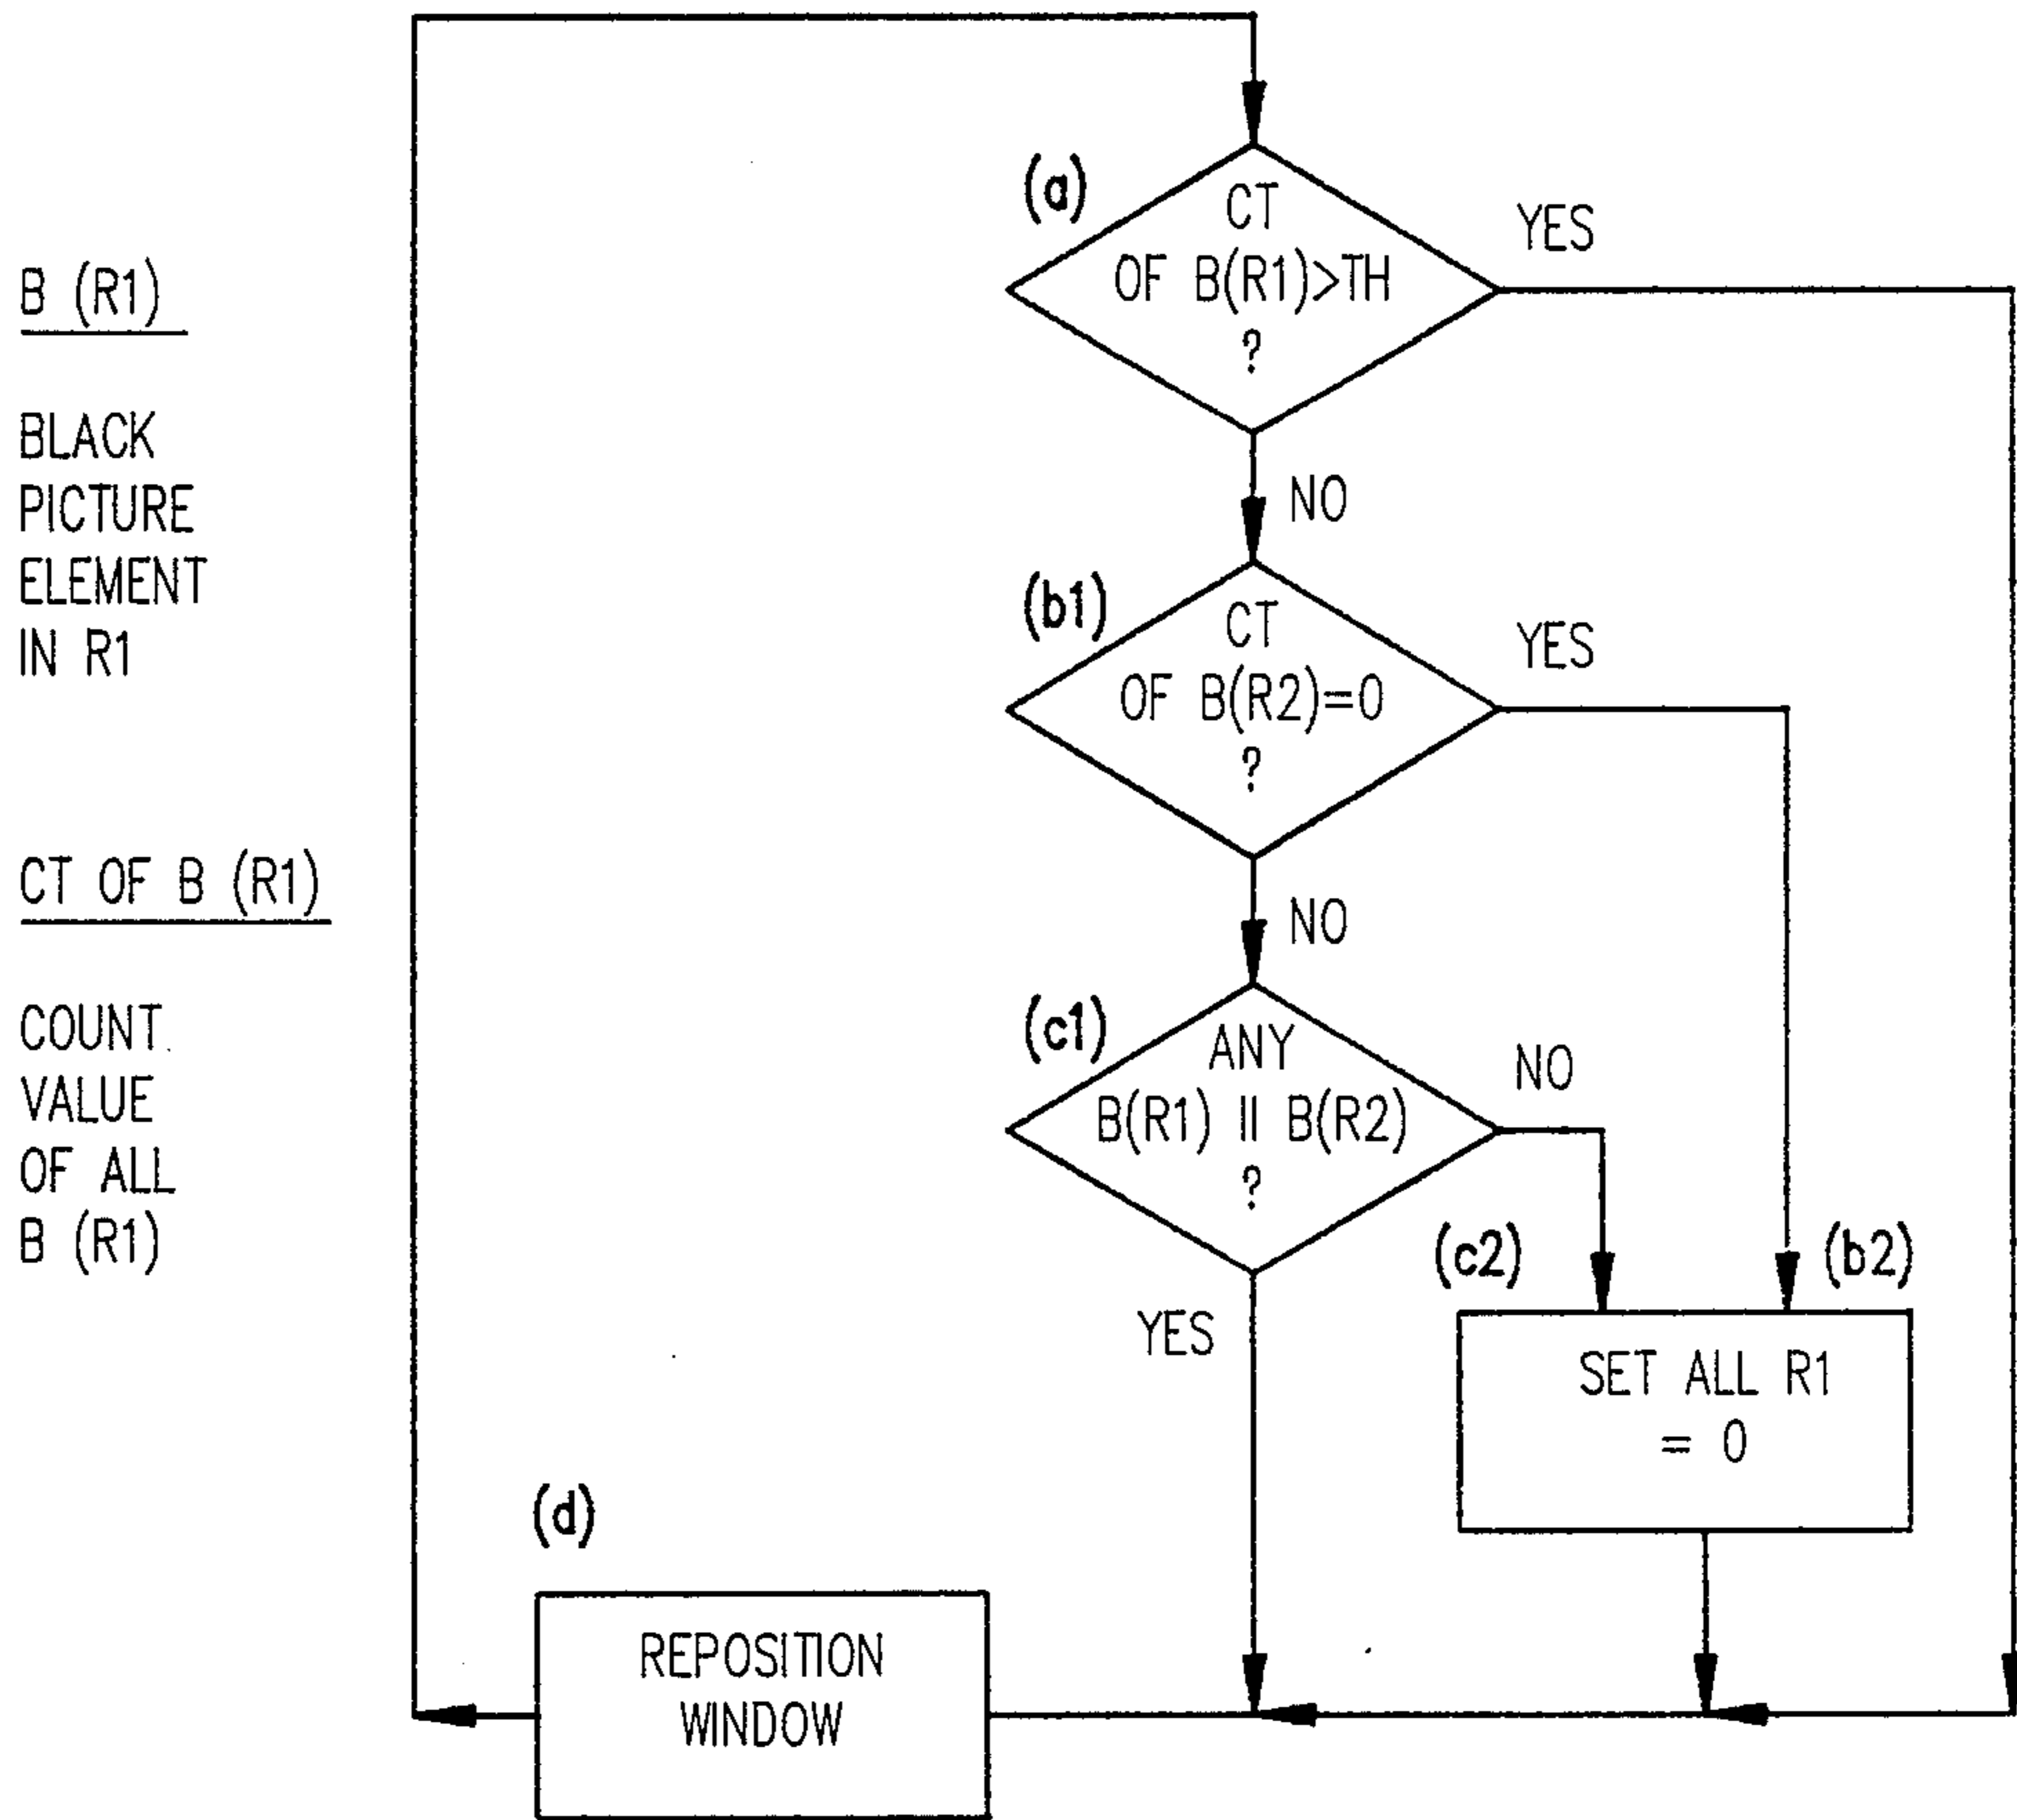 B (R1)
BLACK
PICTURE
ELEMENT
IN R1
CT OF B (R1)
COUNT
VALUE
OF ALL
B (R1)
(a)
CT
OF B(R1)>TH
?
YES
NO
(b1)
CT
OF B(R2)=0
?
YES
NO
(c1)
ANY
B(R1) || B(R2)
?
NO
YES
(c2)
(b2)
SET ALL R1
= 0
(d)
REPOSITION
WINDOW